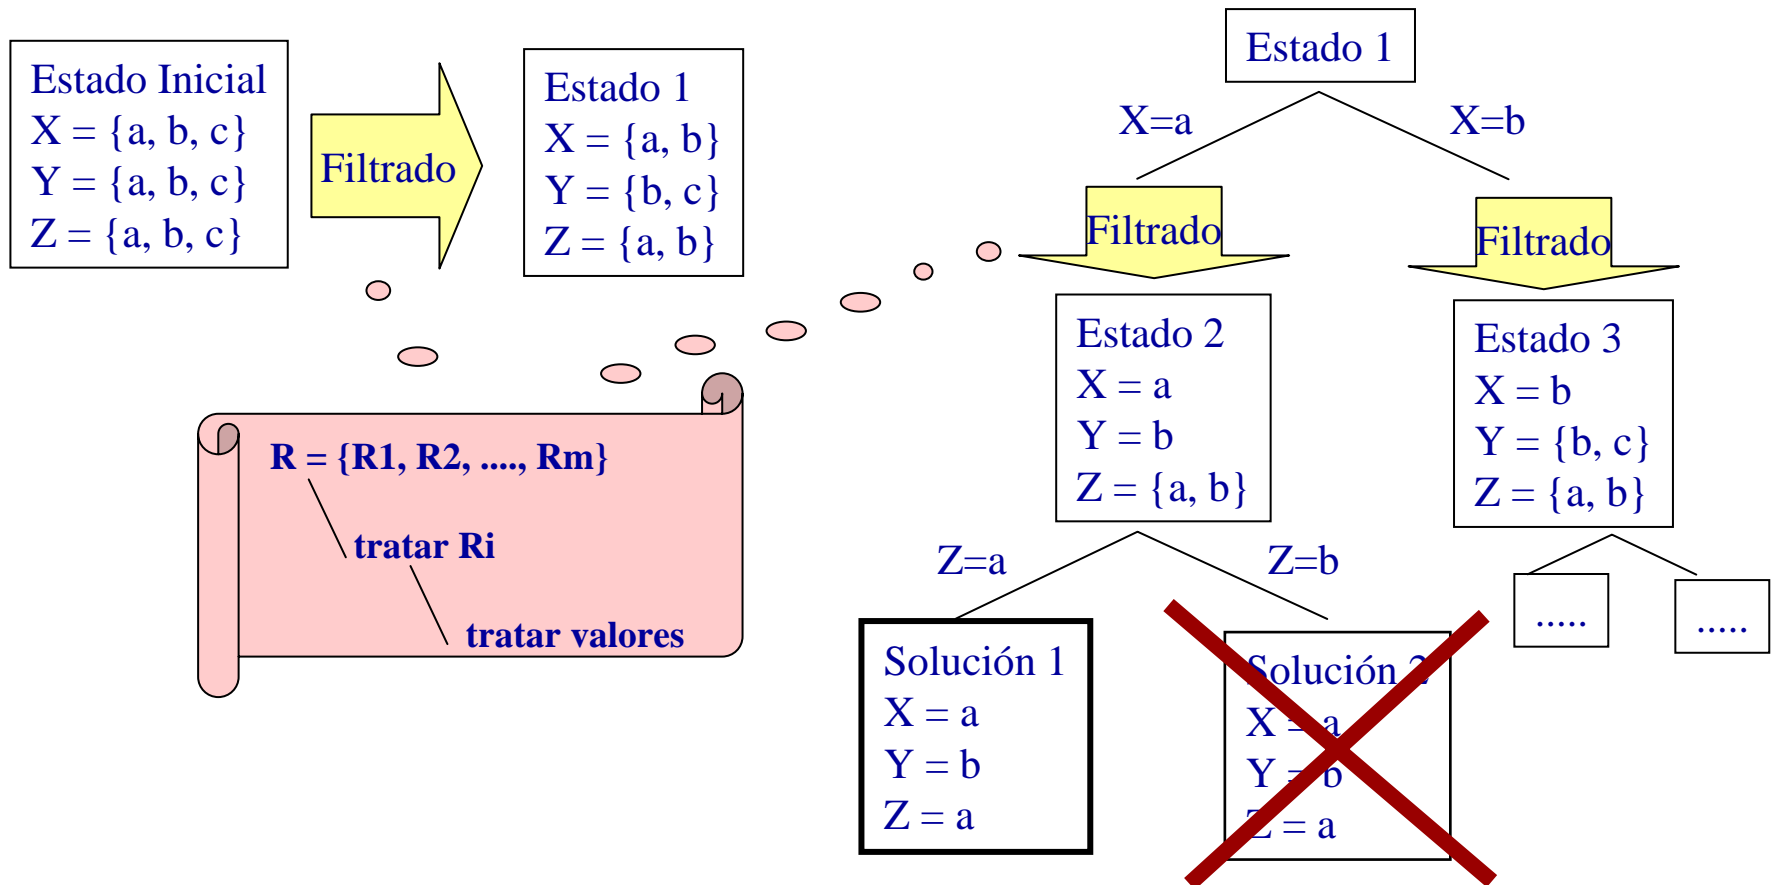 Estado Inicial
X = {a, b, c}
Y = {a, b, c}
Z = {a, b, c}
Filtrado
Estado 1
X = {a, b}
Y = {b, c}
Z = {a, b}
R = {R1, R2, ...., Rm}
tratar Ri
tratar valores
Estado 1
X=a
X=b
Filtrado
Filtrado
Estado 2
X = a
Y = b
Z = {a, b}
Estado 3
X = b
Y = {b, c}
Z = {a, b}
Z=a
Z=b
.....
.....
Solución 1
X = a
Y = b
Z = a
Solución 2
X = a
Y = b
Z = a